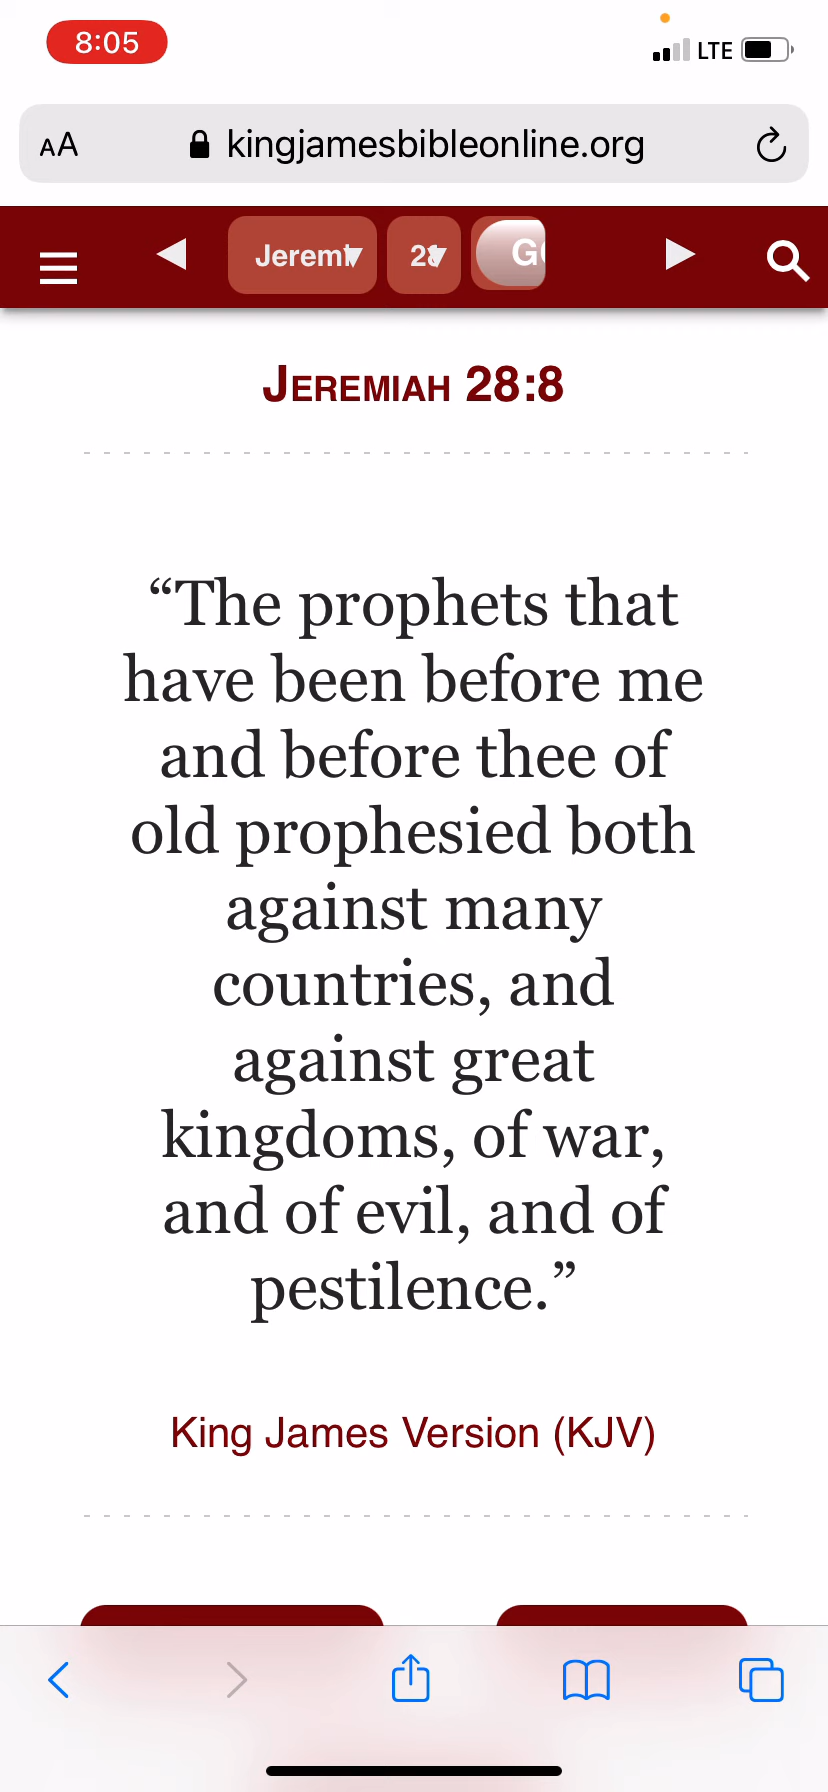 8:05
LTE
AA kingjamesbibleonline.org
JEREMIAH 28:8
“The prophets that
have been before me
and before thee of
old prophesied both
against many
countries, and
against great
kingdoms, of war,
and of evil, and of
pestilence.”
King James Version (KJV)